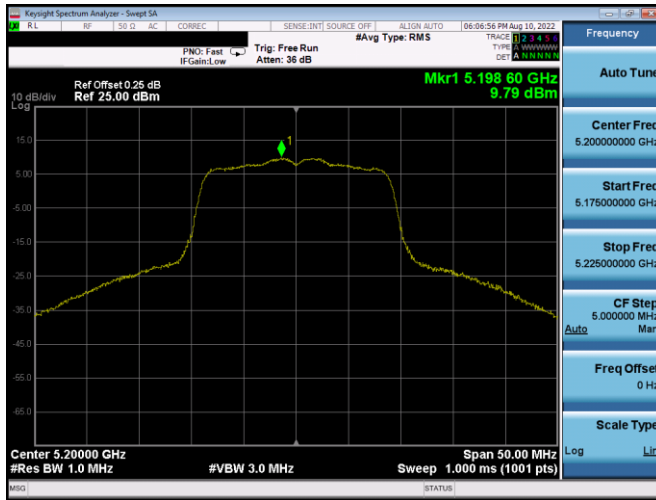 Keysight Spectrum Analyzer - Swept SA
RL RF 50 Ω AC CORREC SENSE:INT SOURCE OFF ALIGN AUTO 06:06:56 PM Aug 10, 2022
#Avg Type: RMS
TRACE 1 2 3 4 5 6
PNO: Fast Trig: Free Run TYPE A WWWWW
IFGain:Low Atten: 36 dB DET A N N N N N
Mkr1 5.198 60 GHz
Ref Offset 0.25 dB
10 dB/div Ref 25.00 dBm 9.79 dBm
Log
1
15.0
5.00
-5.00
-15.0
-25.0
-35.0
-45.0
-55.0
-65.0
Center 5.20000 GHz Span 50.00 MHz
#Res BW 1.0 MHz #VBW 3.0 MHz Sweep 1.000 ms (1001 pts)
MSG STATUS
Frequency
Auto Tune
Center Freq
5.200000000 GHz
Start Freq
5.175000000 GHz
Stop Freq
5.225000000 GHz
CF Step
5.000000 MHz
Auto Man
Freq Offset
0 Hz
Scale Type
Log Lin